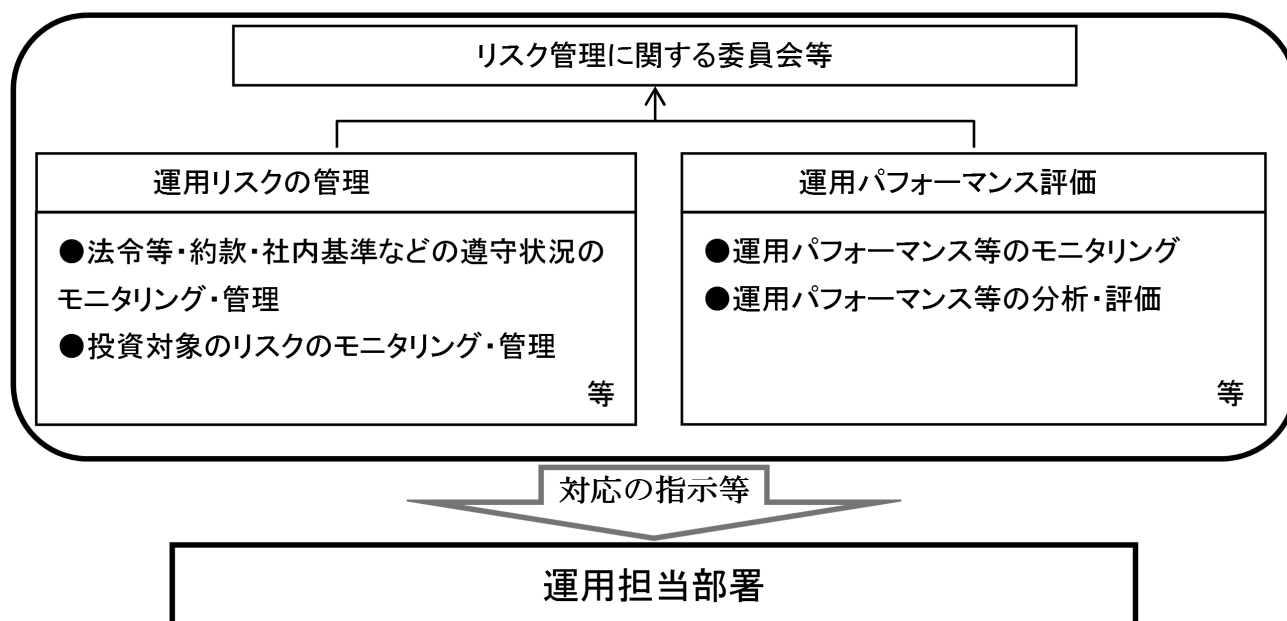 リスク管理に関する委員会等
運用リスクの管理
●法令等・約款・社内基準などの遵守状況の
モニタリング・管理
●投資対象のリスクのモニタリング・管理
等
運用パフォーマンス評価
●運用パフォーマンス等のモニタリング
●運用パフォーマンス等の分析・評価
等
対応の指示等
運用担当部署